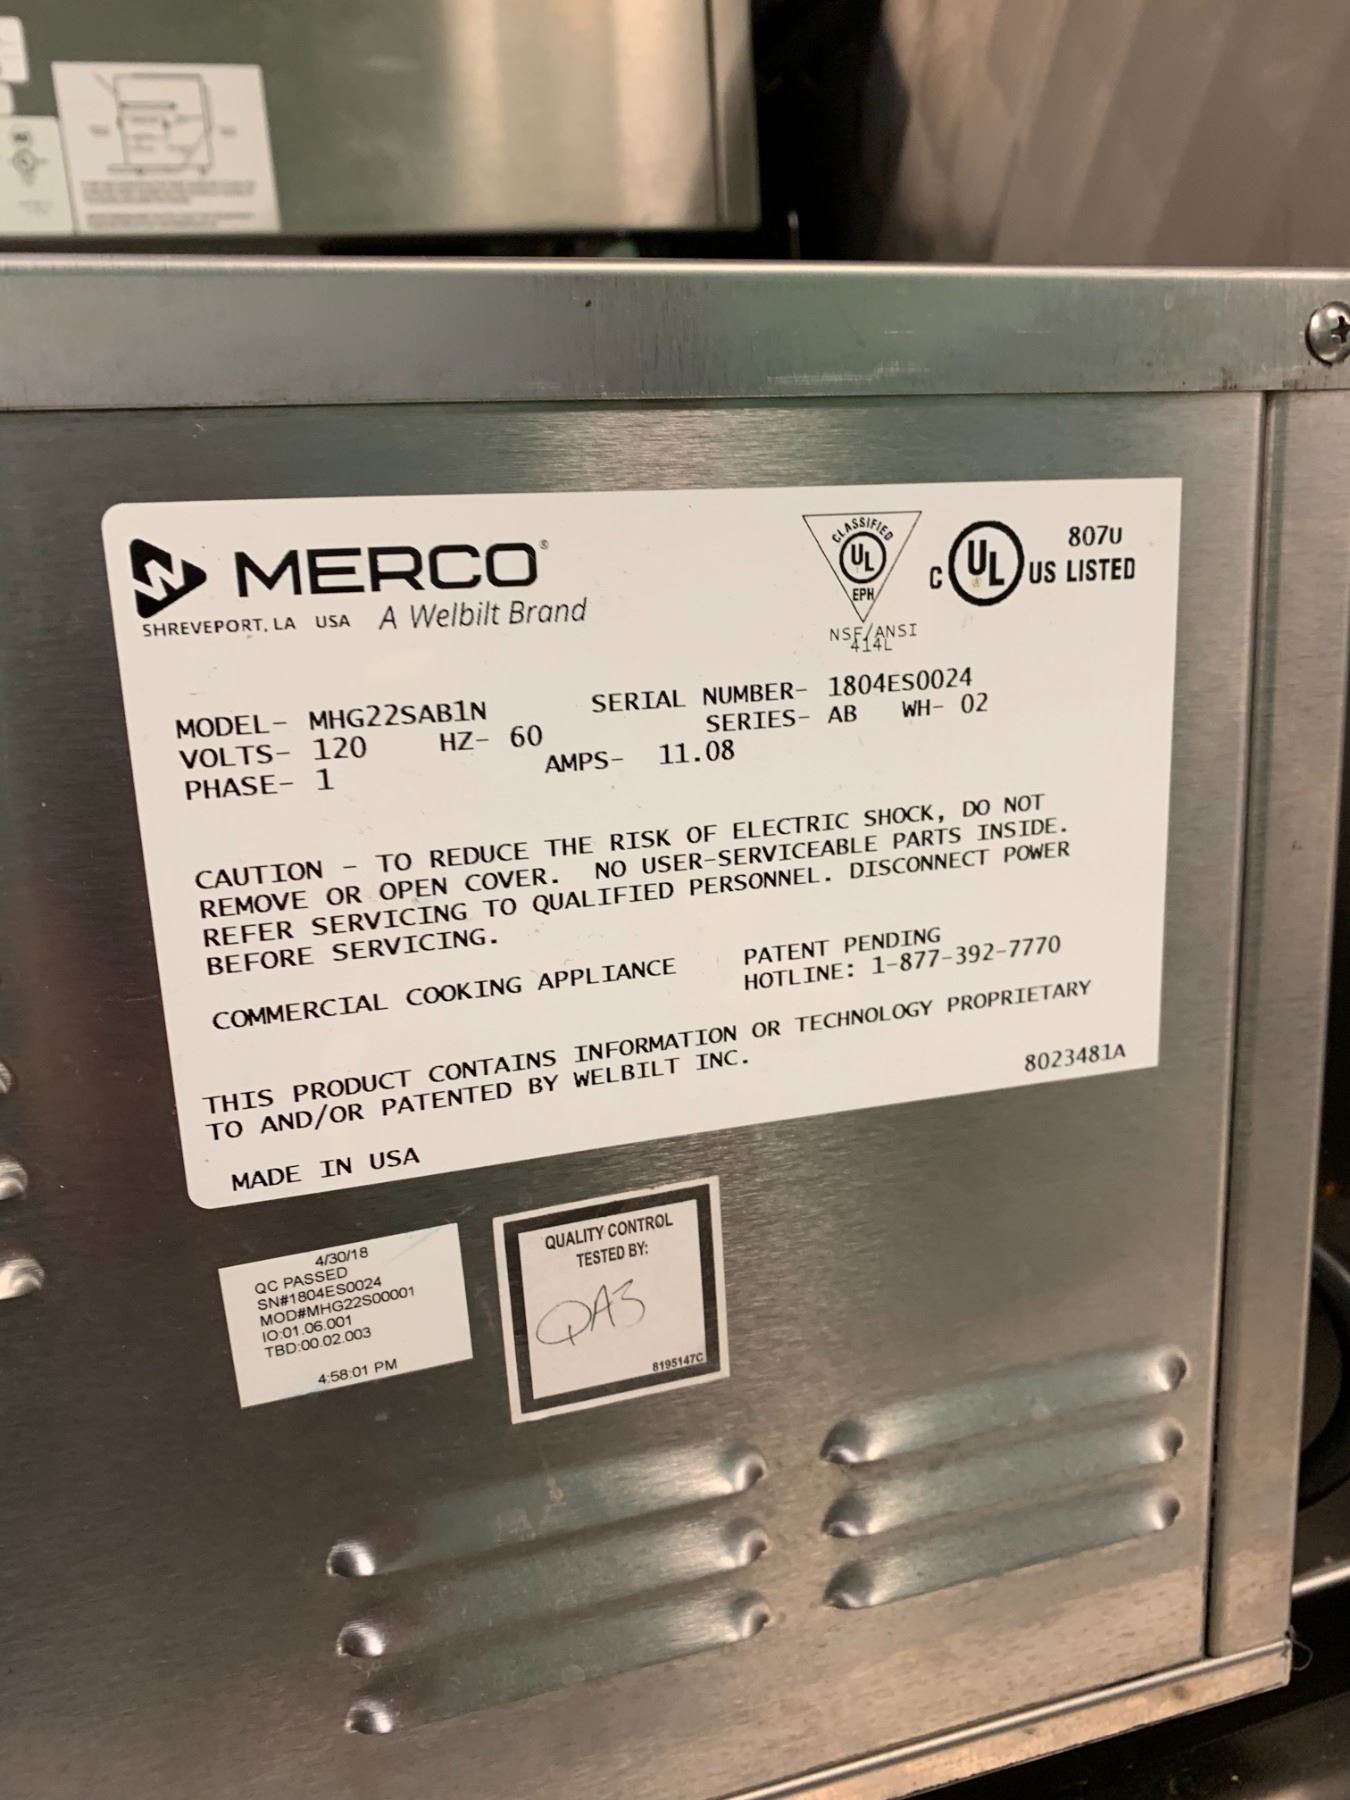 MERCO®
SHREVEPORT, LA USA A Welbilt Brand
CLASSIFIED
UL
EPH
NSF/ANSI
414L
C UL US LISTED
807U
MODEL- MHG22SAB1N SERIAL NUMBER- 1804ES0024
VOLTS- 120 HZ- 60 SERIES- AB WH- 02
PHASE- 1 AMPS- 11.08
CAUTION - TO REDUCE THE RISK OF ELECTRIC SHOCK, DO NOT
REMOVE OR OPEN COVER. NO USER-SERVICEABLE PARTS INSIDE.
REFER SERVICING TO QUALIFIED PERSONNEL. DISCONNECT POWER
BEFORE SERVICING.
COMMERCIAL COOKING APPLIANCE
PATENT PENDING
HOTLINE: 1-877-392-7770
THIS PRODUCT CONTAINS INFORMATION OR TECHNOLOGY PROPRIETARY
TO AND/OR PATENTED BY WELBILT INC.
8023481A
MADE IN USA
4/30/18
QC PASSED
SN#1804ES0024
MOD#MHG22S00001
IO:01.06.001
TBD:00.02.003
4:58:01 PM
QUALITY CONTROL
TESTED BY:
QA3
8195147C